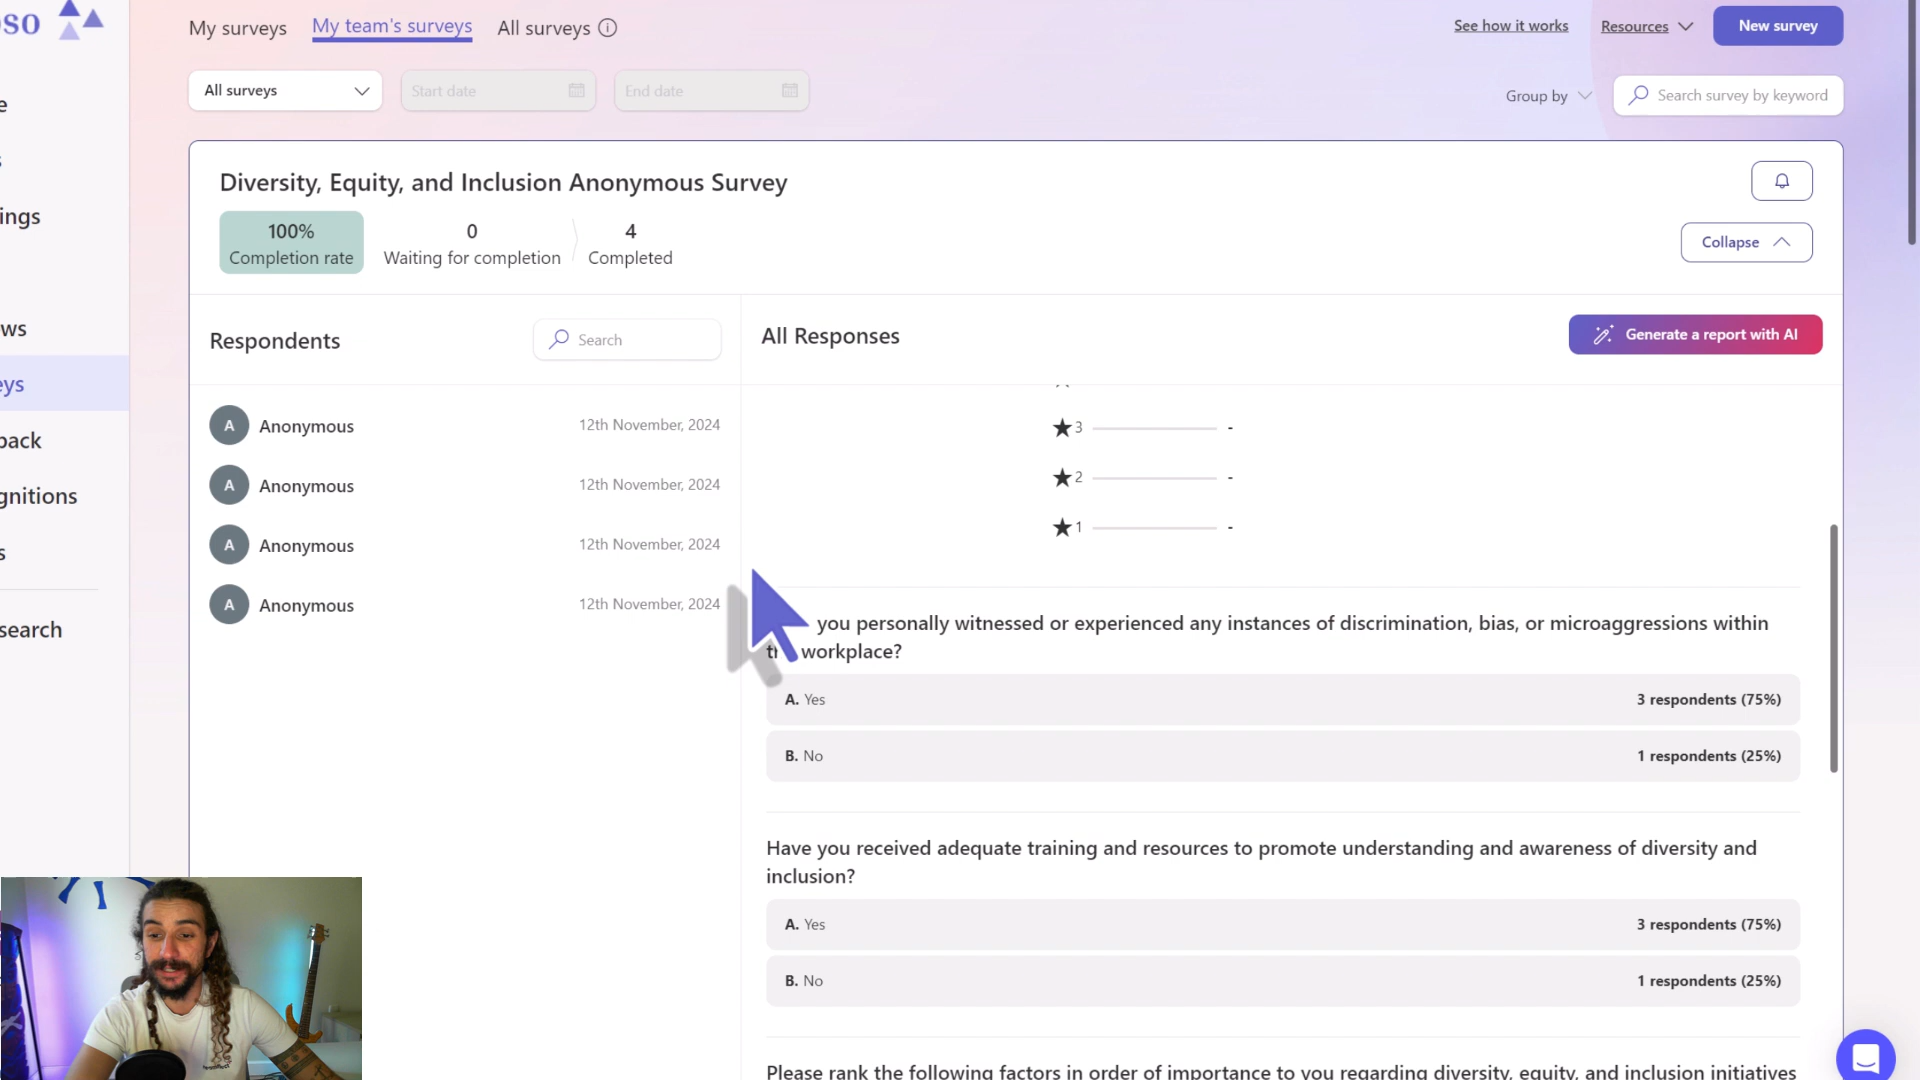 oso
My surveys
My team's surveys
All surveys
See how it works
Resources
New survey
All surveys
Start date
End date
Group by
Search survey by keyword
e
s
ings
ws
eys
back
gnitions
s
search
Diversity, Equity, and Inclusion Anonymous Survey
100%
Completion rate
0
Waiting for completion
4
Completed
Collapse
Respondents
Search
A Anonymous 12th November, 2024
A Anonymous 12th November, 2024
A Anonymous 12th November, 2024
A Anonymous 12th November, 2024
All Responses
Generate a report with AI
★ 3 -
★ 2 -
★ 1 -
you personally witnessed or experienced any instances of discrimination, bias, or microaggressions within
workplace?
A. Yes 3 respondents (75%)
B. No 1 respondents (25%)
Have you received adequate training and resources to promote understanding and awareness of diversity and
inclusion?
A. Yes 3 respondents (75%)
B. No 1 respondents (25%)
Please rank the following factors in order of importance to you regarding diversity, equity, and inclusion initiatives